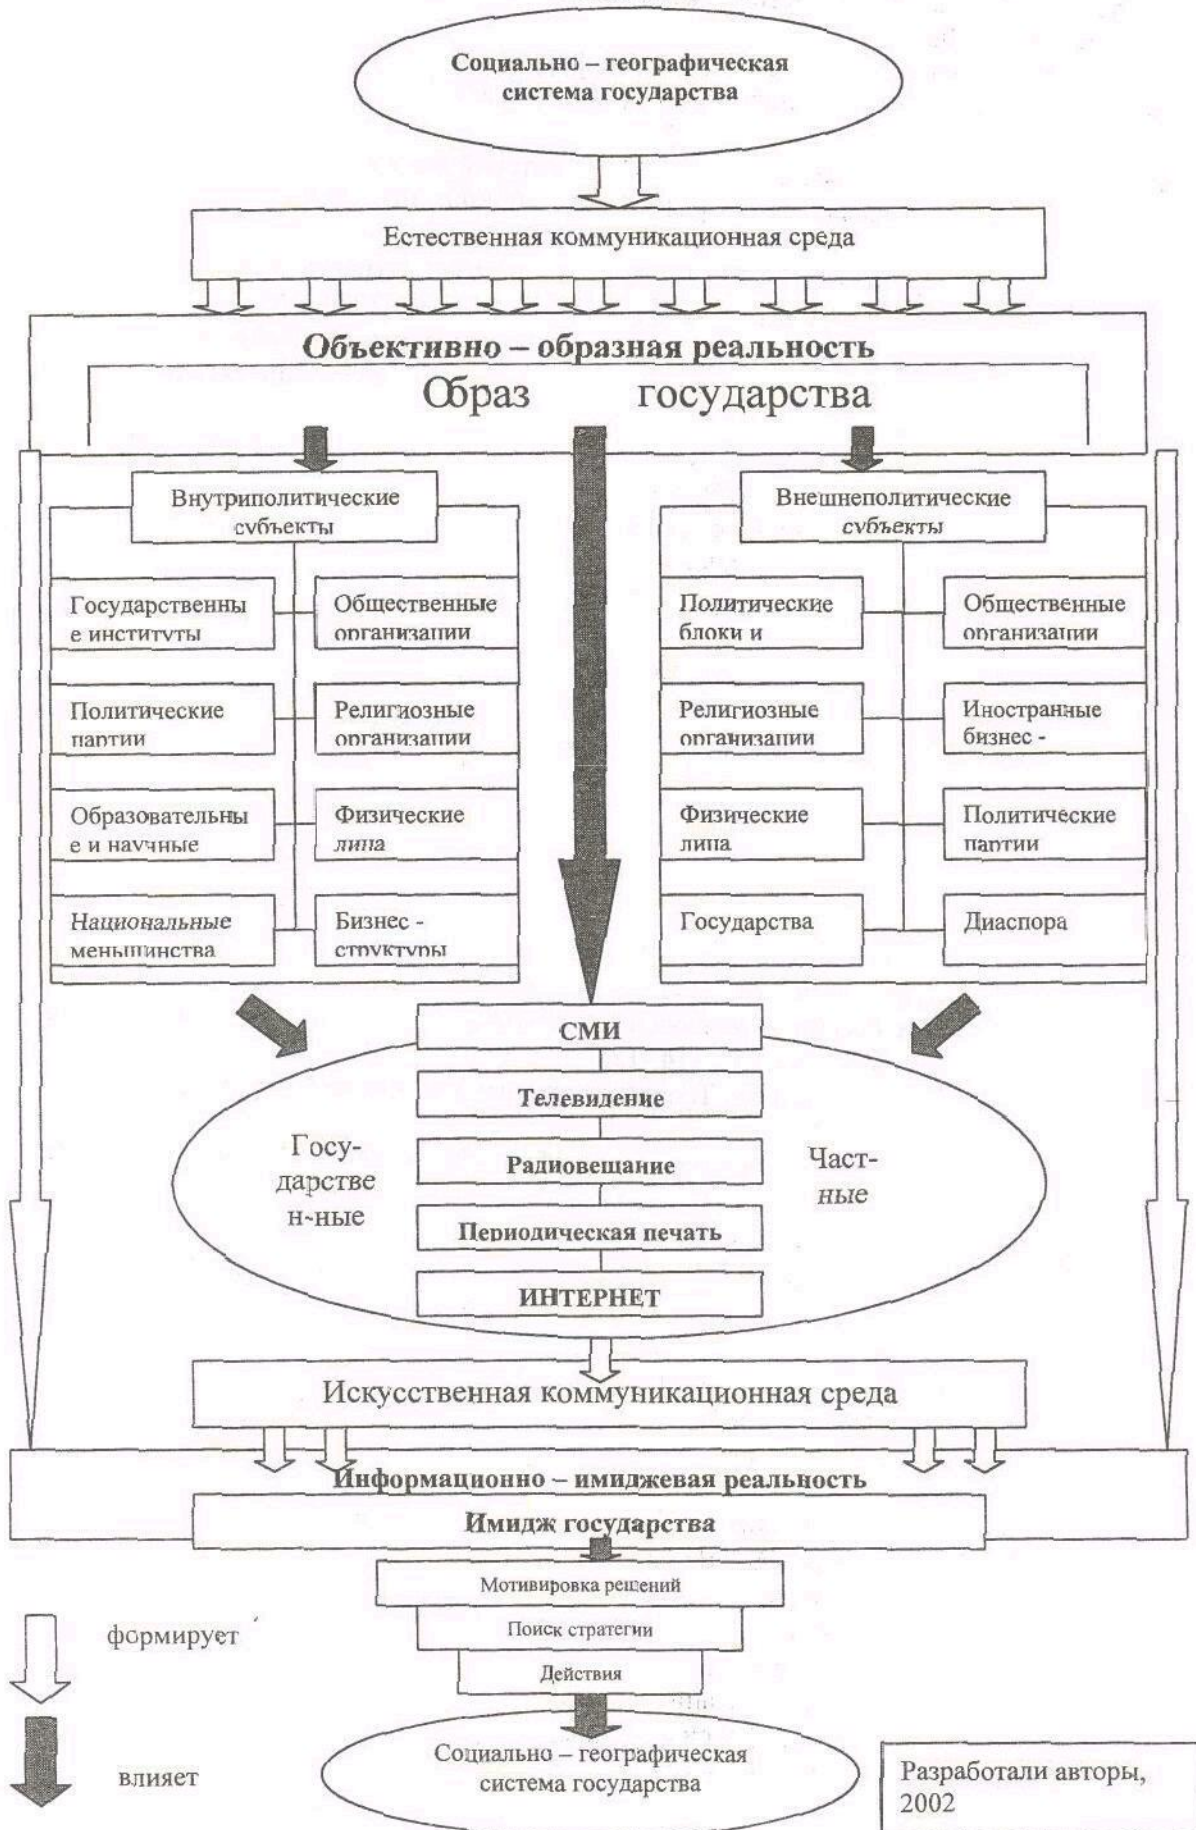 Социально – географическая
система государства
Естественная коммуникационная среда
Объективно – образная реальность
Образ государства
Внутриполитические
субъекты
Государственны
е институты
Общественные
организации
Политические
партии
Религиозные
организации
Образовательны
е и научные
Физические
лица
Национальные
меньшинства
Бизнес -
структуры
Внешнеполитические
субъекты
Политические
блоки и
Общественные
организации
Религиозные
организации
Иностранные
бизнес -
Физические
лица
Политические
партии
Государства
Диаспора
СМИ
Телевидение
Радиовещание
Периодическая печать
ИНТЕРНЕТ
Госу-
дарстве
н-ные
Част-
ные
Искусственная коммуникационная среда
Информационно – имиджевая реальность
Имидж государства
Мотивировка решений
Поиск стратегии
Действия
Социально – географическая
система государства
формирует
влияет
Разработали авторы,
2002